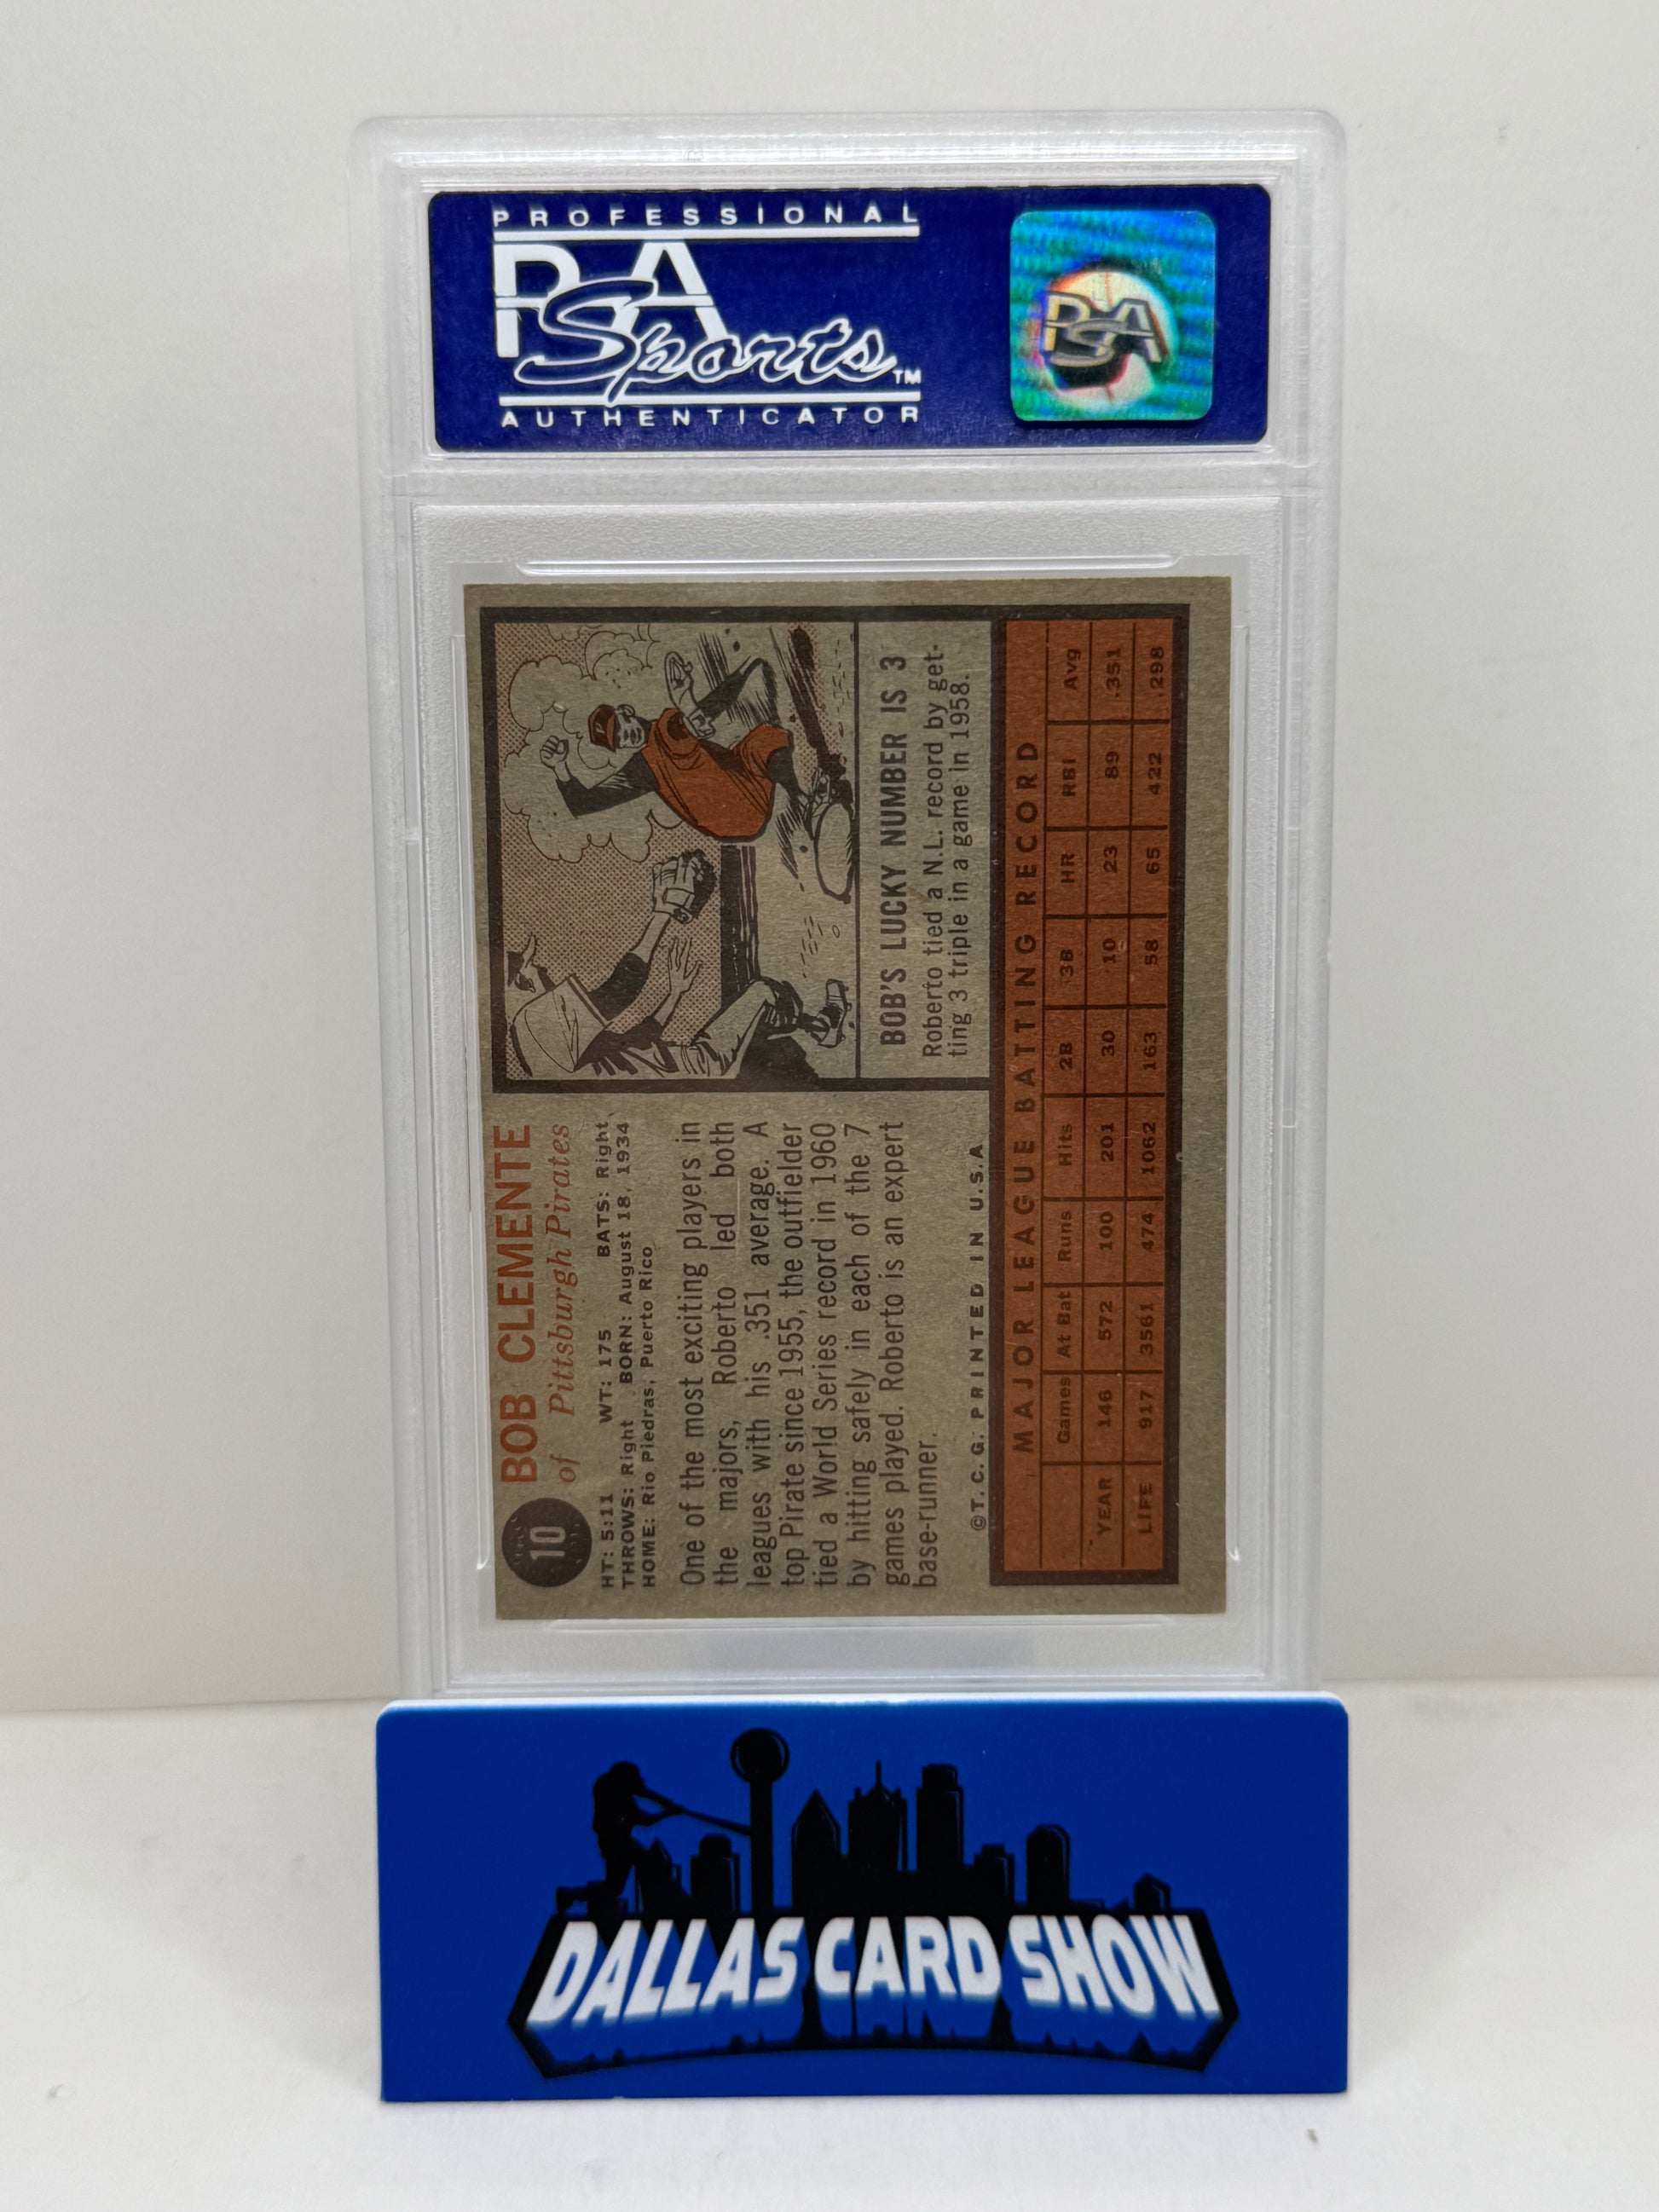 PROFESSIONAL
PSA
Sports™
AUTHENTICATOR
PSA
10
BOB CLEMENTE
of Pittsburgh Pirates
HT: 5:11 WT: 175 BATS: Right
THROWS: Right BORN: August 18, 1934
HOME: Rio Piedras, Puerto Rico
One of the most exciting players in
the majors, Roberto led both
leagues with his .351 average. A
top Pirate since 1955, the outfielder
tied a World Series record in 1960
by hitting safely in each of the 7
games played. Roberto is an expert
base-runner.
©T.C.G. PRINTED IN U.S.A
BOB'S LUCKY NUMBER IS 3
Roberto tied a N.L. record by get-
ting 3 triple in a game in 1958.
MAJOR LEAGUE BATTING RECORD
Games At Bat Runs Hits 2B 3B HR RBI Avg
YEAR 146 572 100 201 30 10 23 89 .351
LIFE 917 3561 474 1062 163 58 65 422 .298
DALLAS CARD SHOW